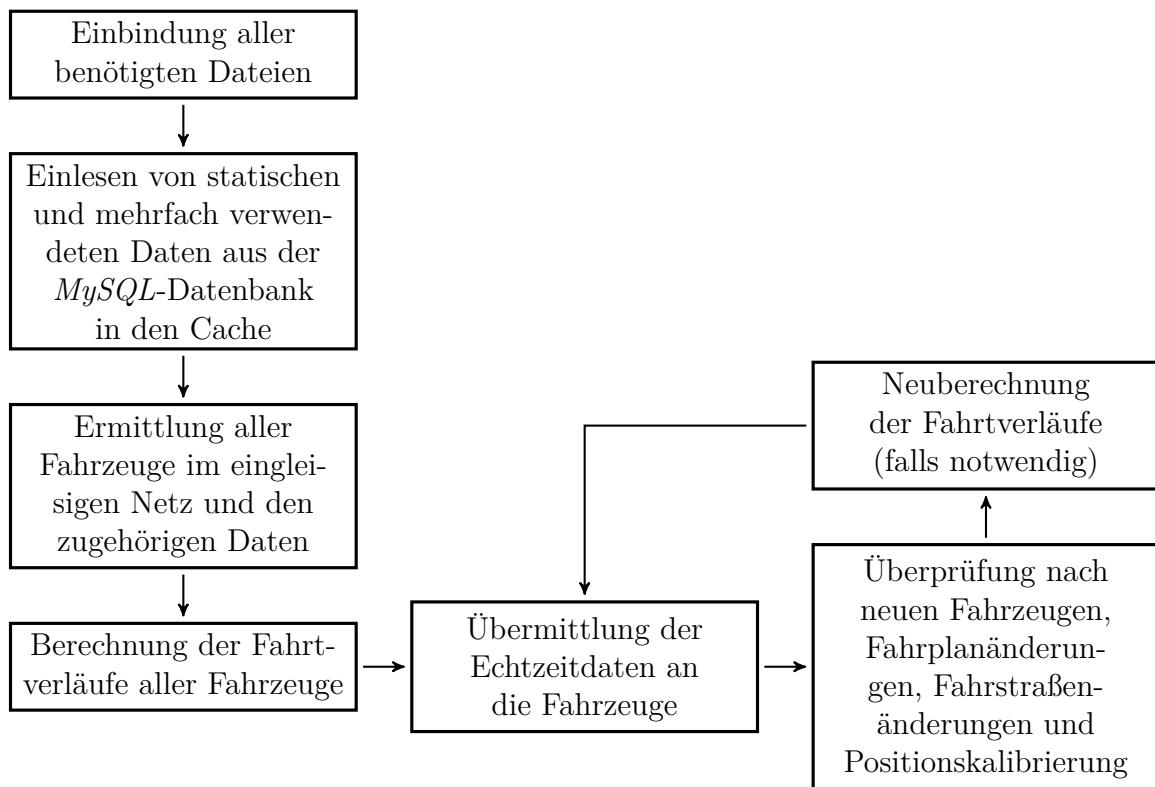 Einbindung aller
benötigten Dateien
Einlesen von statischen
und mehrfach verwen-
deten Daten aus der
MySQL-Datenbank
in den Cache
Ermittlung aller
Fahrzeuge im einglei-
sigen Netz und den
zugehörigen Daten
Berechnung der Fahrt-
verläufe aller Fahrzeuge
Übermittlung der
Echtzeitdaten an
die Fahrzeuge
Überprüfung nach
neuen Fahrzeugen,
Fahrplanänderun-
gen, Fahrstraßen-
änderungen und
Positionskalibrierung
Neuberechnung
der Fahrtverläufe
(falls notwendig)